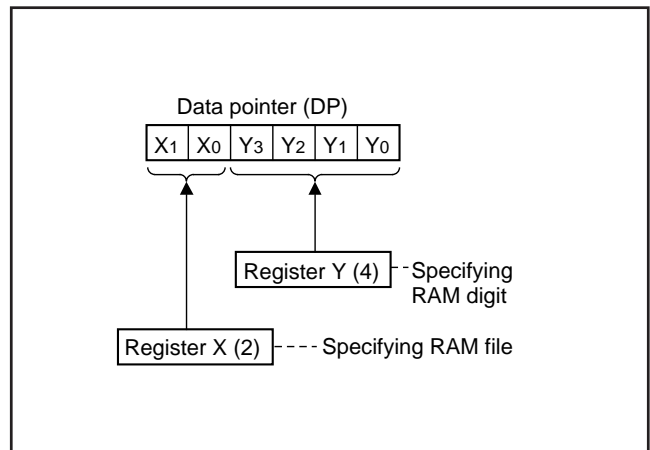 Data pointer (DP)
X1 X0 Y3 Y2 Y1 Y0
Register Y (4)
Specifying
RAM digit
Register X (2)
Specifying RAM file